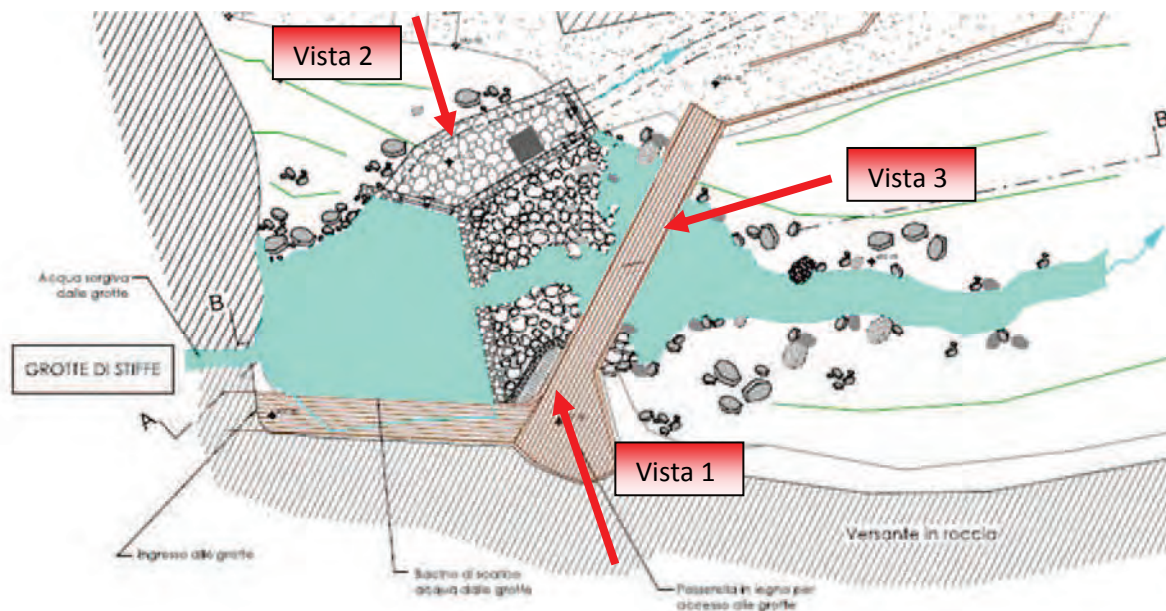 Vista 2
B
Vista 3
Acqua sorgiva
dalle grotte
B
GROTTE DI STIFFE
A
Vista 1
Versante in roccia
Ingresso alle grotte
Bacino di scarico
acqua dalle grotte
Passerella in legno per
accesso alle grotte